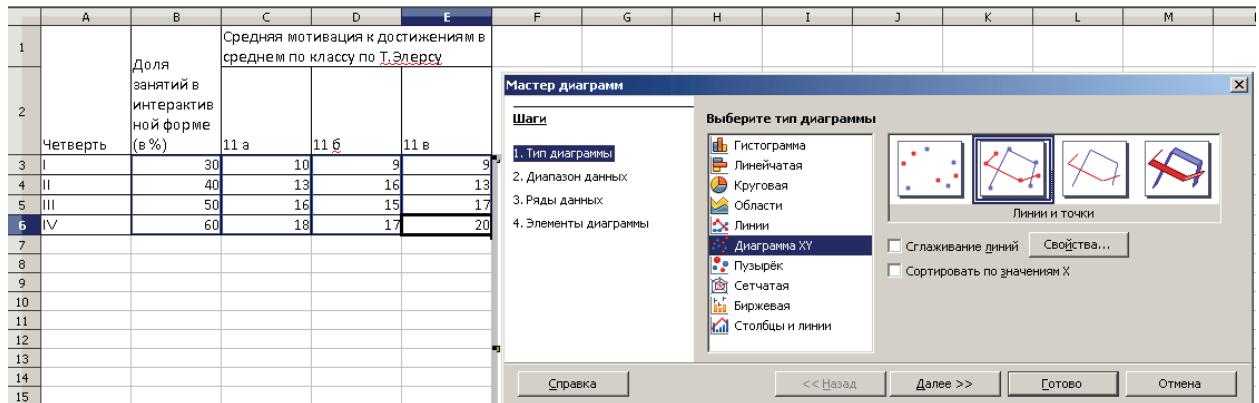 A B C D E F G H I J K L M
1 Средняя мотивация к достижениям в
среднем по классу по Т.Элерсу
2 Четверть Доля
занятий в
интерактив
ной форме
(в %) 11 а 11 б 11 в
3 I 30 10 9 9
4 II 40 13 16 13
5 III 50 16 15 17
6 IV 60 18 17 20
7
8
9
10
11
12
13
14
15
Мастер диаграмм
Шаги
1. Тип диаграммы
2. Диапазон данных
3. Ряды данных
4. Элементы диаграммы
Выберите тип диаграммы
Гистограмма
Линейчатая
Круговая
Области
Линии
Диаграмма XY
Пузырёк
Сетчатая
Биржевая
Столбцы и линии
Линии и точки
Сглаживание линий Свойства...
Сортировать по значениям X
Справка << Назад Далее >> Готово Отмена